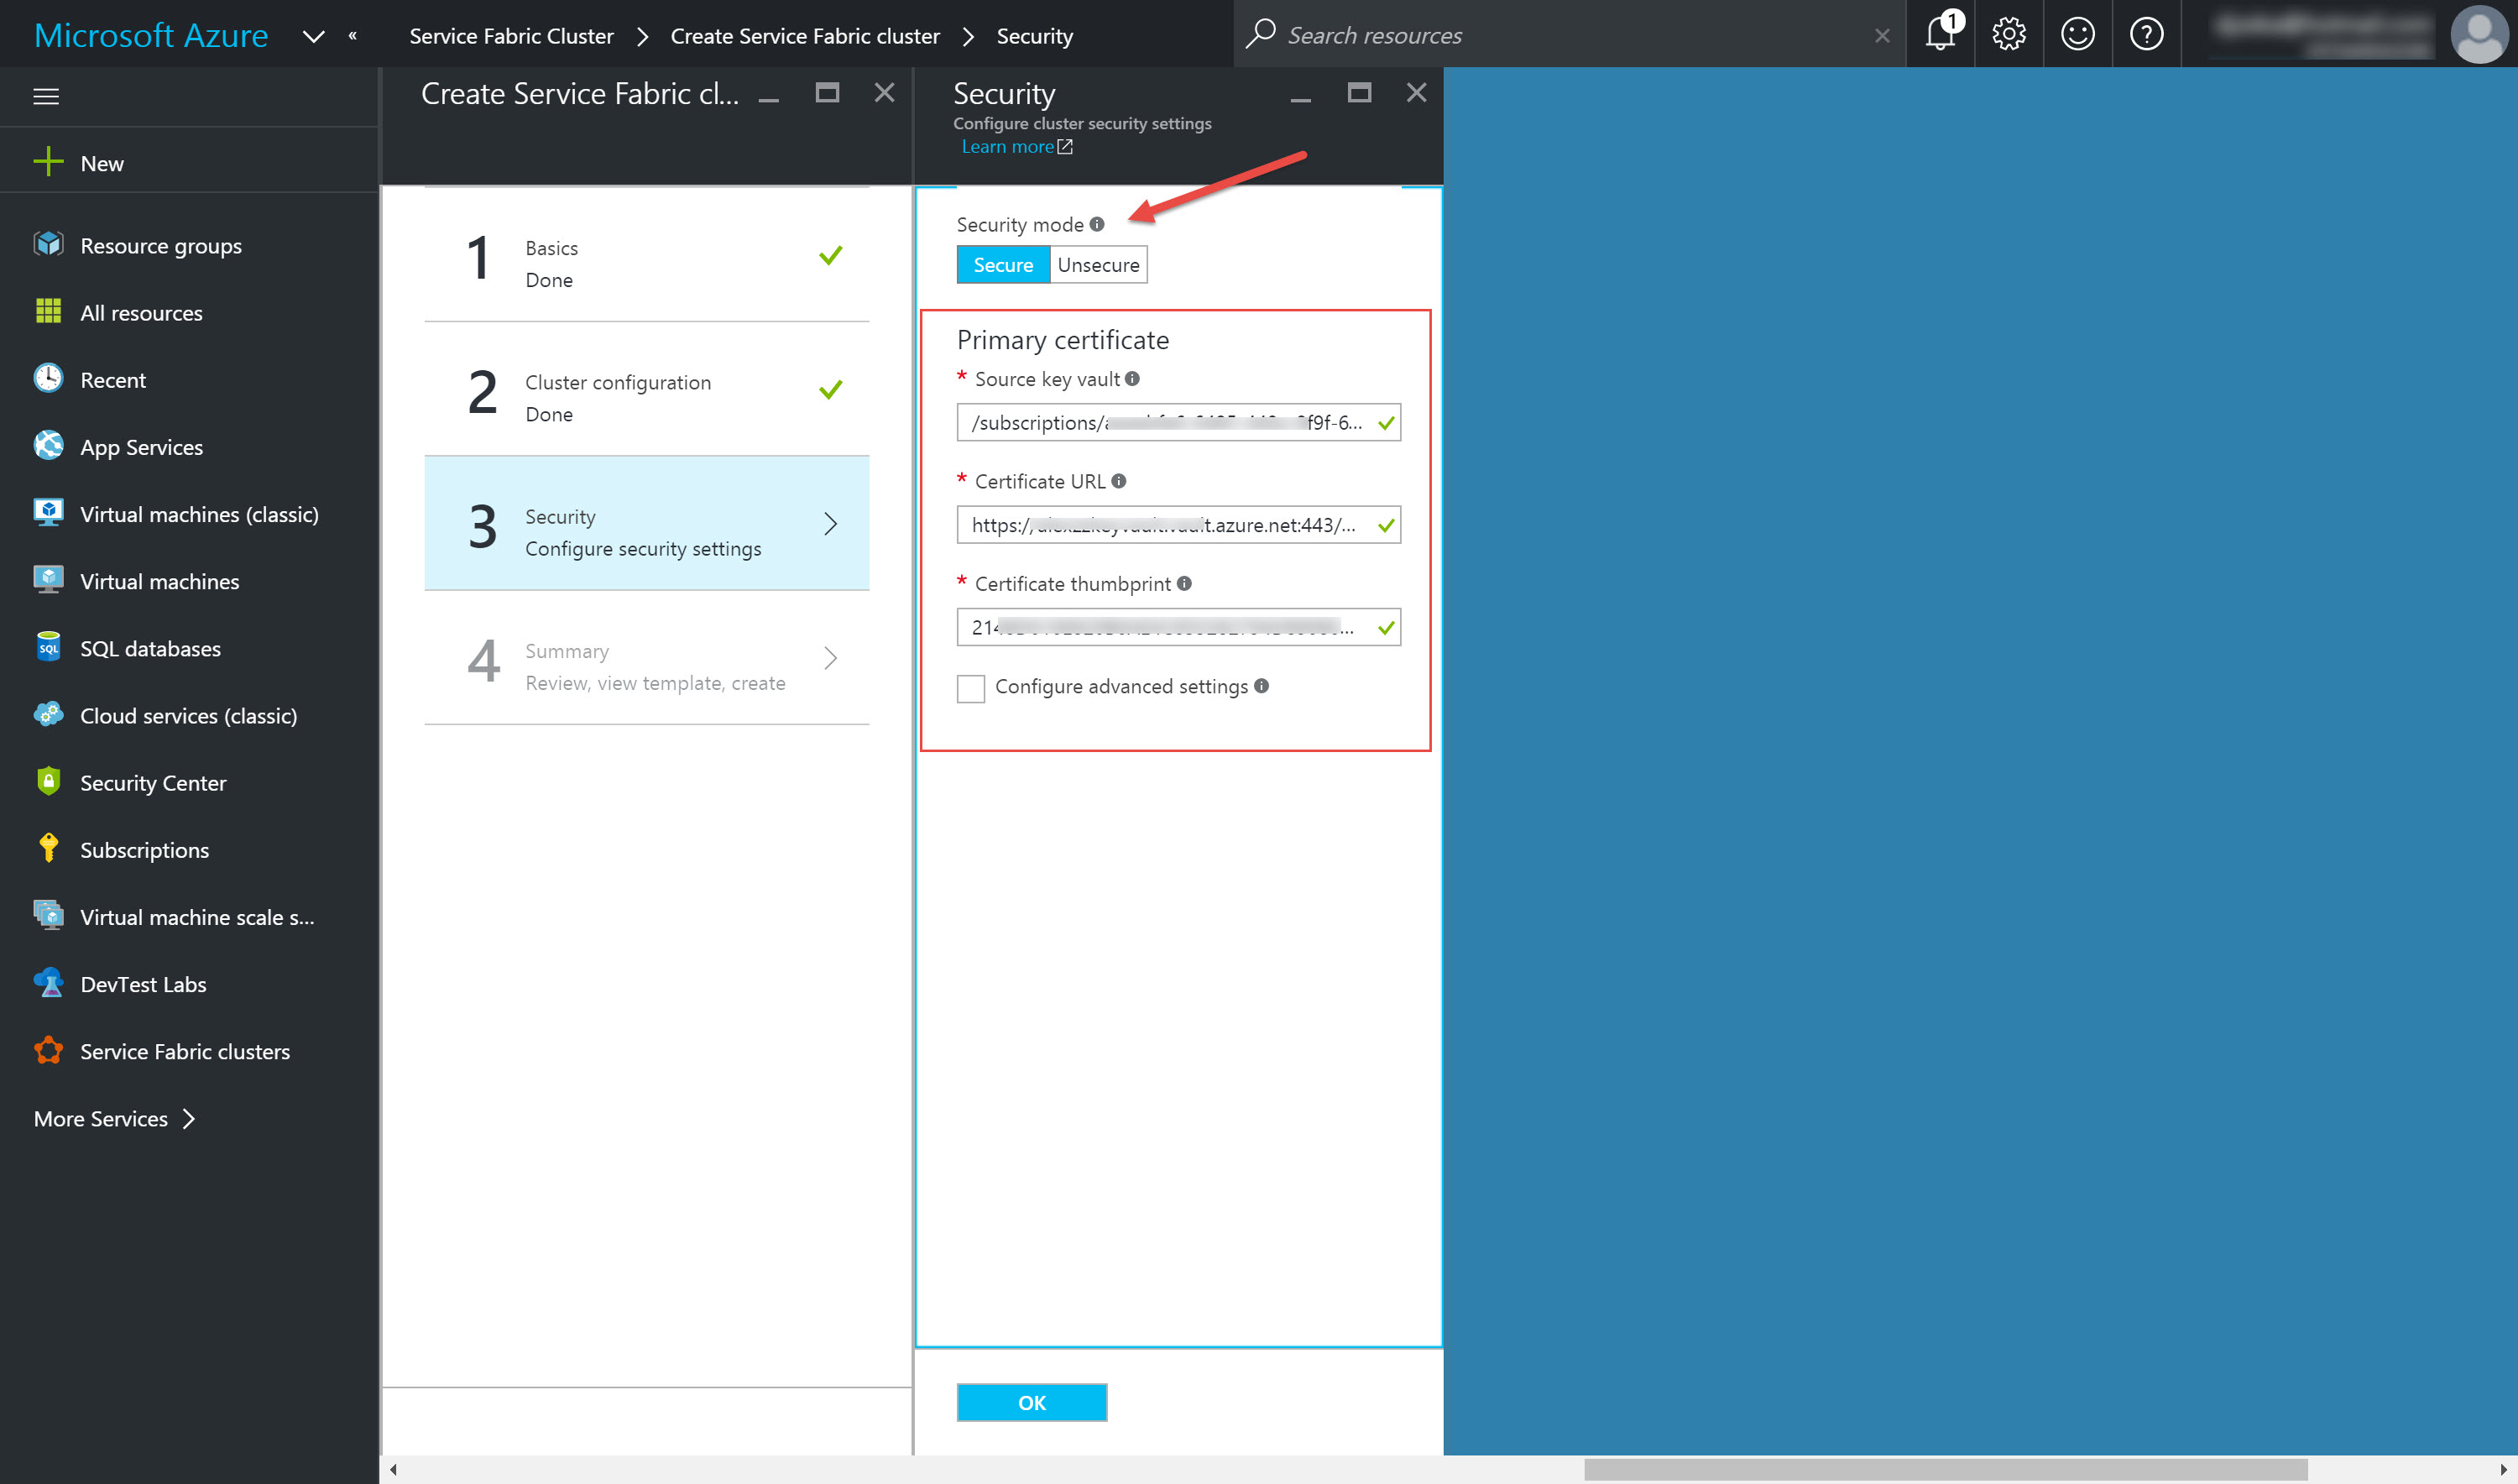 Microsoft Azure
Service Fabric Cluster
Create Service Fabric cluster
Security
Search resources
1
New
Resource groups
All resources
Recent
App Services
Virtual machines (classic)
Virtual machines
SQL
SQL databases
Cloud services (classic)
Security Center
Subscriptions
Virtual machine scale s...
DevTest Labs
Service Fabric clusters
More Services
Create Service Fabric cl...
1
Basics
Done
2
Cluster configuration
Done
3
Security
Configure security settings
4
Summary
Review, view template, create
Security
Configure cluster security settings
Learn more
Security mode
Secure
Unsecure
Primary certificate
* Source key vault
/subscriptions/ 9f-6...
* Certificate URL
https:/ .azure.net:443/...
* Certificate thumbprint
214 ...
Configure advanced settings
OK